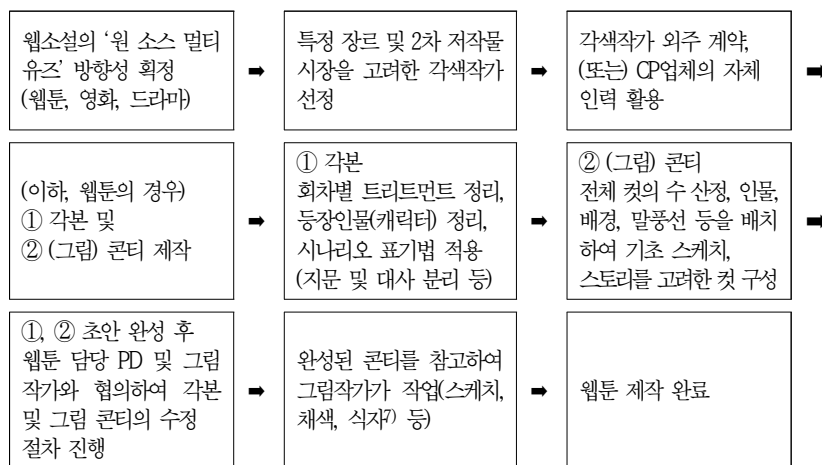 웹소설의 ‘원 소스 멀티
유즈’ 방향성 획정
(웹툰, 영화, 드라마)
➡
특정 장르 및 2차 저작물
시장을 고려한 각색작가
선정
➡
각색작가 외주 계약,
(또는) CP업체의 자체
인력 활용
➡
(이하, 웹툰의 경우)
① 각본 및
② (그림) 콘티 제작
➡
① 각본
회차별 트리트먼트 정리,
등장인물(캐릭터) 정리,
시나리오 표기법 적용
(지문 및 대사 분리 등)
➡
② (그림) 콘티
전체 컷의 수 산정, 인물,
배경, 말풍선 등을 배치
하여 기초 스케치,
스토리를 고려한 컷 구성
➡
①, ② 초안 완성 후
웹툰 담당 PD 및 그림
작가와 협의하여 각본
및 그림 콘티의 수정
절차 진행
➡
완성된 콘티를 참고하여
그림작가가 작업(스케치,
채색, 식자7) 등)
➡
웹툰 제작 완료